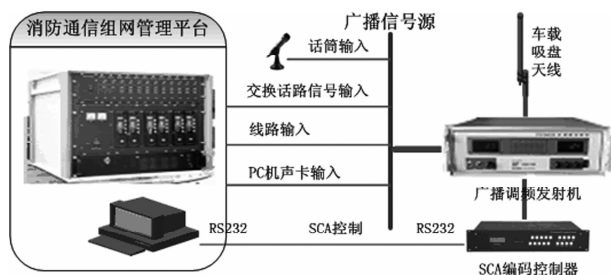 消防通信组网管理平台
广播信号源
话筒输入
交换话路信号输入
线路输入
PC机声卡输入
车载
吸盘
天线
广播调频发射机
RS232
SCA控制
RS232
SCA编码控制器